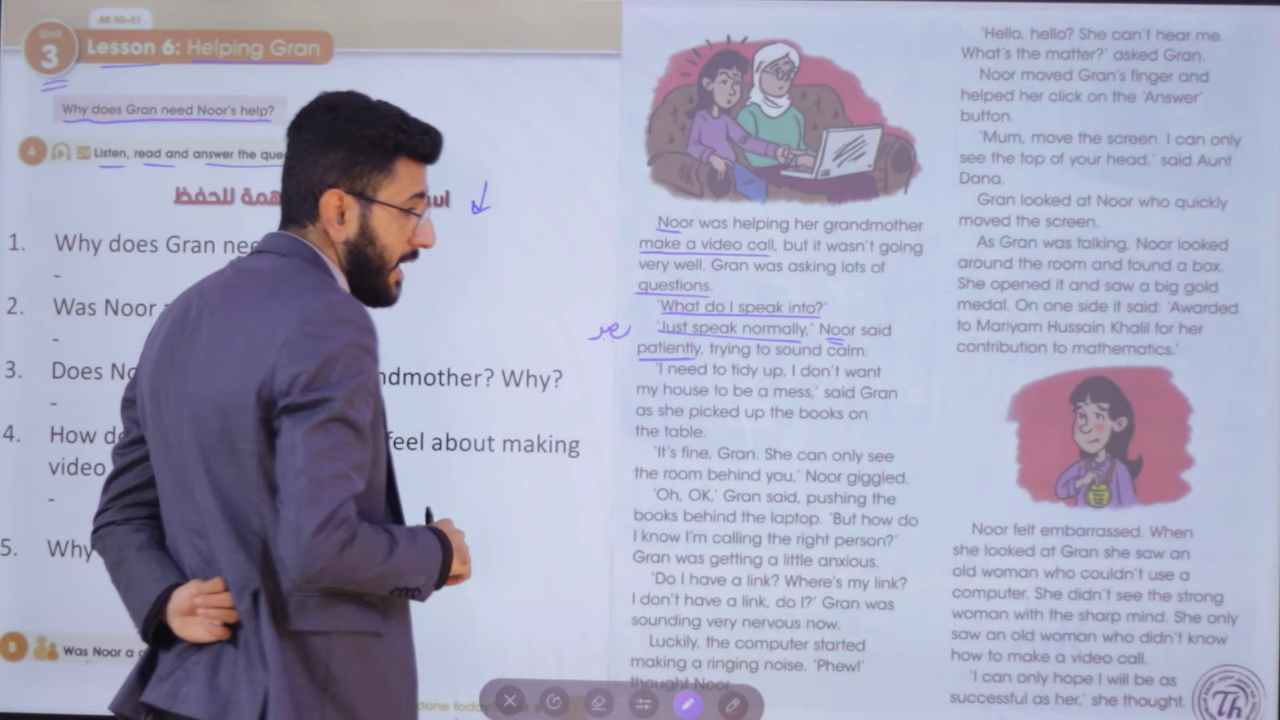 AB 50–51
Unit
3
Lesson 6: Helping Gran
Why does Gran need Noor's help?
A
Listen, read and answer the
همة للحفظ
1. Why does Gran
-
2. Was Noor
-
3. Does ndmother? Why?
-
4. How feel about making
video
-
5. Why
B
Was Noor a
done today?
Noor was helping her grandmother
make a video call, but it wasn't going
very well. Gran was asking lots of
questions.
'What do I speak into?'
'Just speak normally,' Noor said
patiently, trying to sound calm.
'I need to tidy up. I don't want
my house to be a mess,' said Gran
as she picked up the books on
the table.
'It's fine, Gran. She can only see
the room behind you,' Noor giggled.
'Oh, OK,' Gran said, pushing the
books behind the laptop. 'But how do
I know I'm calling the right person?'
Gran was getting a little anxious.
'Do I have a link? Where's my link?
I don't have a link, do I?' Gran was
sounding very nervous now.
Luckily, the computer started
making a ringing noise. 'Phew!'
thought Noor.
'Hello, hello? She can't hear me.
What's the matter?' asked Gran.
Noor moved Gran's finger and
helped her click on the 'Answer'
button.
'Mum, move the screen. I can only
see the top of your head,' said Aunt
Dana.
Gran looked at Noor who quickly
moved the screen.
As Gran was talking, Noor looked
around the room and found a box.
She opened it and saw a big gold
medal. On one side it said: 'Awarded
to Mariyam Hussain Khalil for her
contribution to mathematics.'
Noor felt embarrassed. When
she looked at Gran she saw an
old woman who couldn't use a
computer. She didn't see the strong
woman with the sharp mind. She only
saw an old woman who didn't know
how to make a video call.
'I can only hope I will be as
successful as her,' she thought.
Th